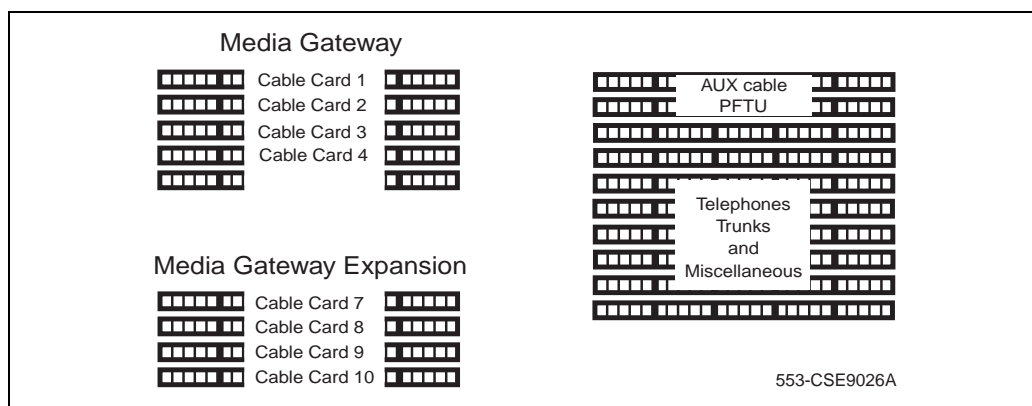 Media Gateway
Cable Card 1
Cable Card 2
Cable Card 3
Cable Card 4
Media Gateway Expansion
Cable Card 7
Cable Card 8
Cable Card 9
Cable Card 10
AUX cable
PFTU
Telephones
Trunks
and
Miscellaneous
553-CSE9026A